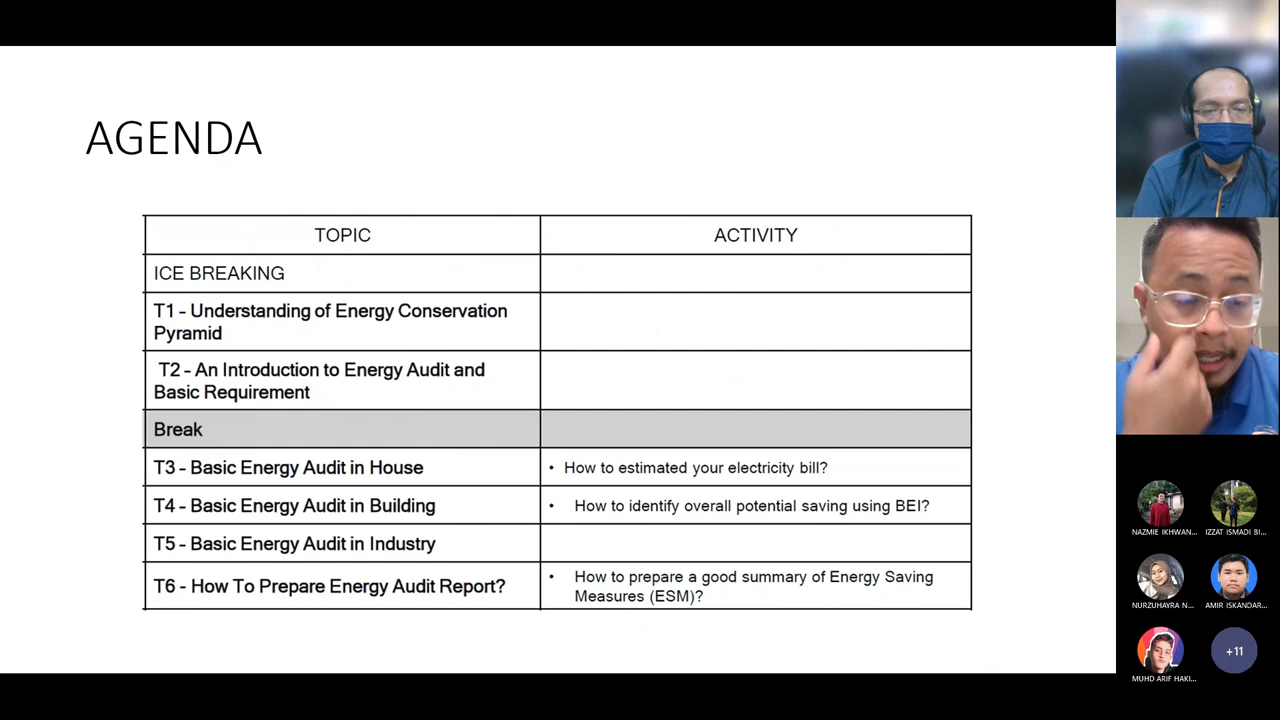 AGENDA
TOPIC
ACTIVITY
ICE BREAKING
T1 - Understanding of Energy Conservation
Pyramid
T2 - An Introduction to Energy Audit and
Basic Requirement
Break
T3 - Basic Energy Audit in House
• How to estimated your electricity bill?
T4 - Basic Energy Audit in Building
• How to identify overall potential saving using BEI?
T5 - Basic Energy Audit in Industry
T6 - How To Prepare Energy Audit Report?
• How to prepare a good summary of Energy Saving
Measures (ESM)?
NAZMIE IKHWAN...
IZZAT ISMADI BI...
NURZUHAYRA N...
AMIR ISKANDAR...
MUHD ARIF HAKI...
+11